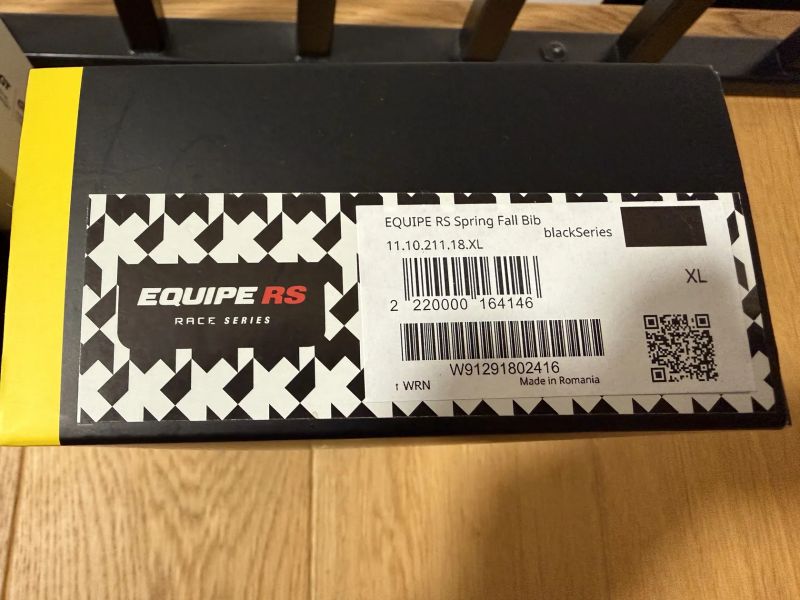 EQUIPE RS
RACE SERIES
EQUIPE RS Spring Fall Bib
blackSeries
11.10.211.18.XL
XL
2 220000 164146
W91291802416
↑ WRN
Made in Romania